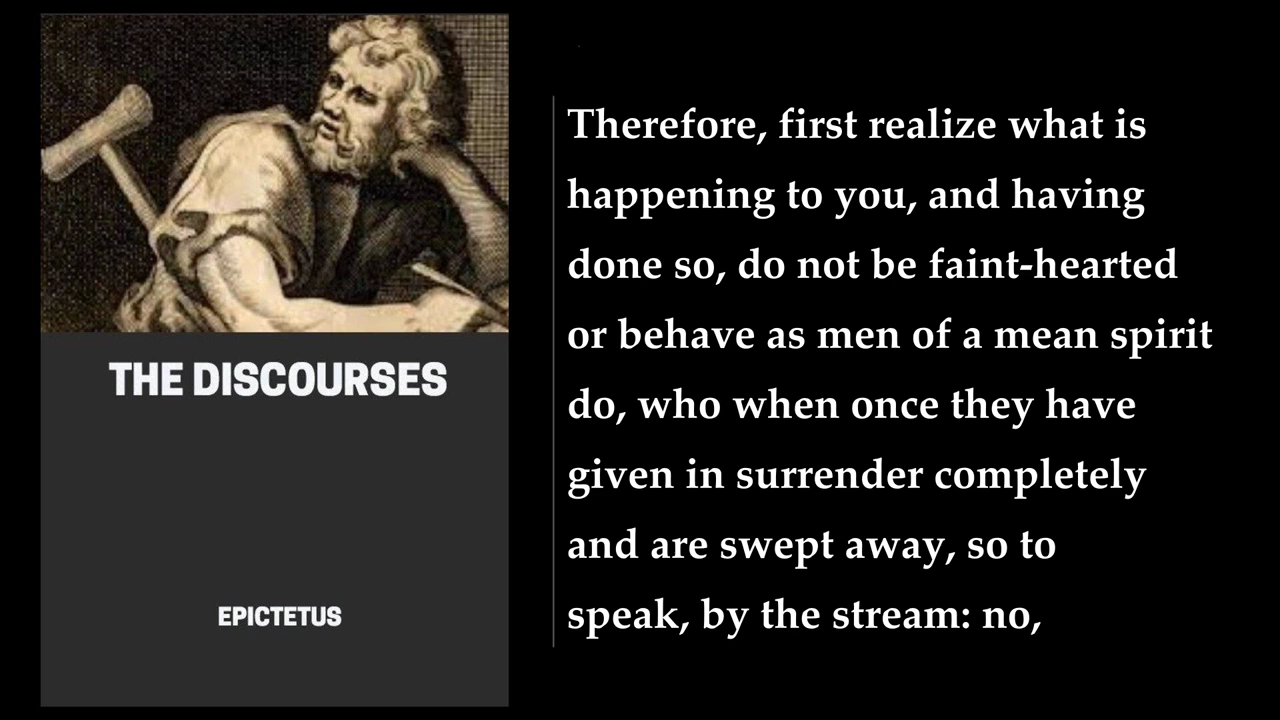 THE DISCOURSES
EPICTETUS
Therefore, first realize what is
happening to you, and having
done so, do not be faint-hearted
or behave as men of a mean spirit
do, who when once they have
given in surrender completely
and are swept away, so to
speak, by the stream: no,